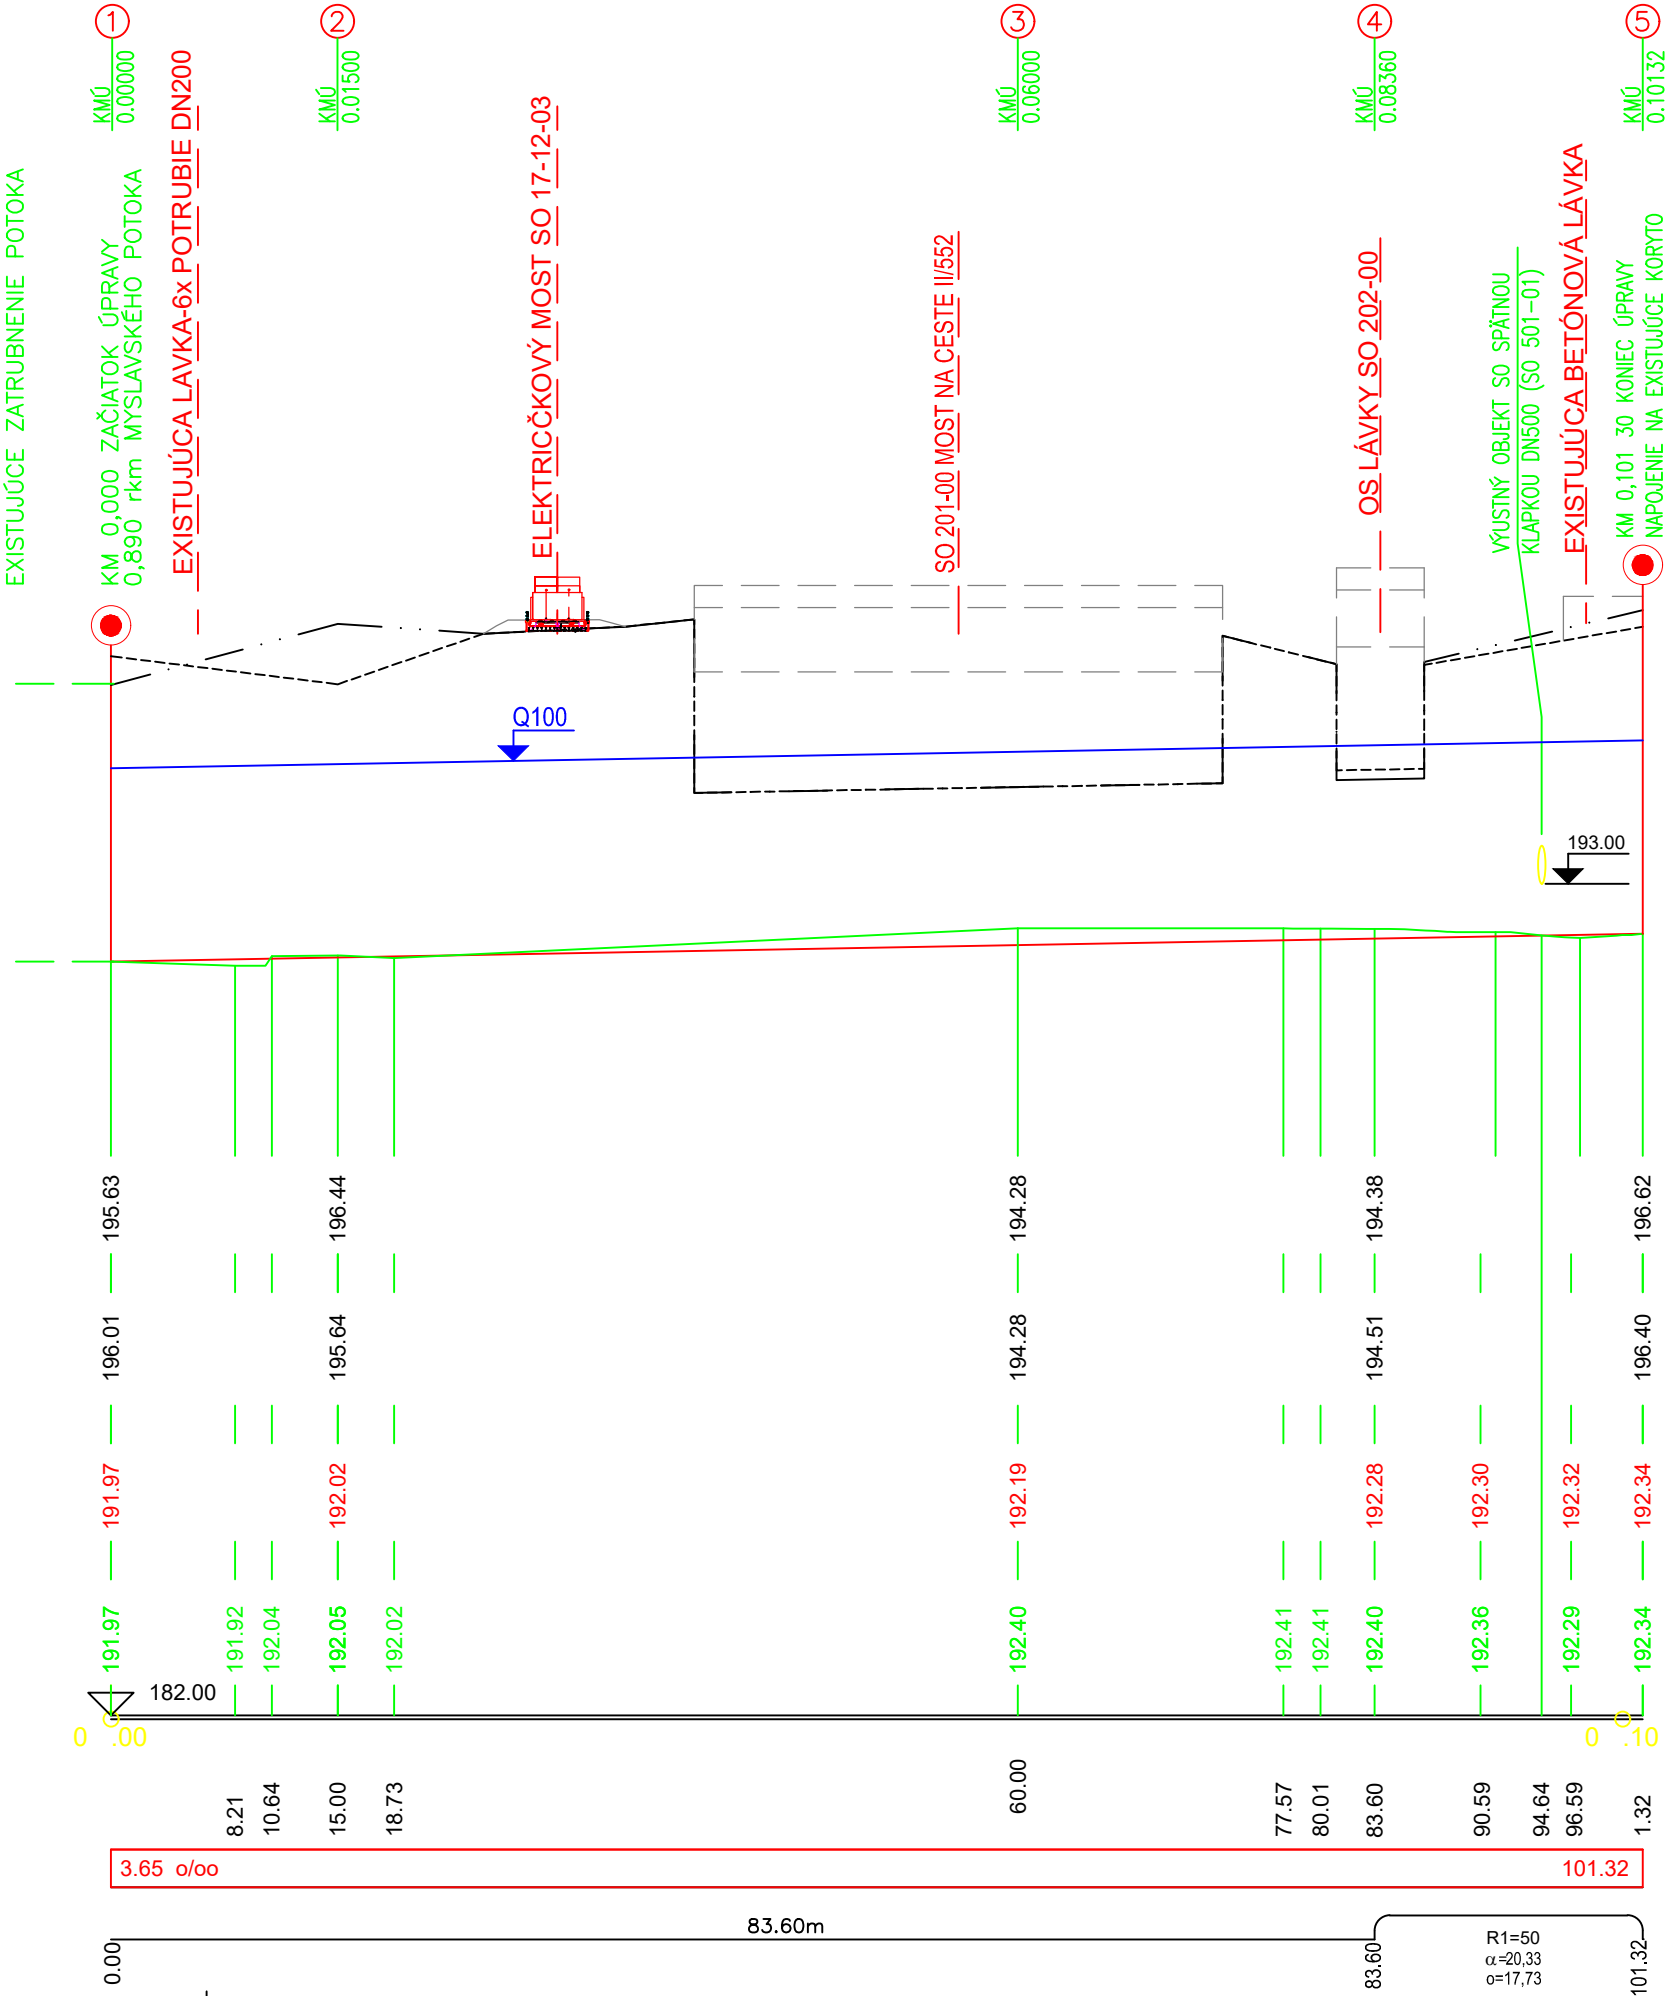 1
2
3
4
5
KMÚ
0.00000
KMÚ
0.01500
KMÚ
0.06000
KMÚ
0.08360
KMÚ
0.10132
EXISTUJÚCE ZATRUBNENIE POTOKA
KM 0,000 ZAČIATOK ÚPRAVY
0,890 rkm MYSLAVSKÉHO POTOKA
EXISTUJÚCA LAVKA-6x POTRUBIE DN200
ELEKTRICČKOVÝ MOST SO 17-12-03
SO 201-00 MOST NA CESTE II/552
OS LÁVKY SO 202-00
VÝUSTNÝ OBJEKT SO SPÄTNOU
KLAPKOU DN500 (SO 501-01)
EXISTUJÚCA BETÓNOVÁ LÁVKA
KM 0,101 30 KONIEC ÚPRAVY
NAPOJENIE NA EXISTUJÚCE KORYTO
Q100
193.00
195.63
196.44
194.28
194.38
196.62
196.01
195.64
194.28
194.51
196.40
191.97
192.02
192.19
192.28
192.30
192.32
192.34
191.97
191.92
192.04
192.05
192.02
192.40
192.41
192.41
192.40
192.36
192.29
192.34
182.00
0 .00
0 .10
8.21
10.64
15.00
18.73
60.00
77.57
80.01
83.60
90.59
94.64
96.59
1.32
3.65 o/oo
101.32
83.60m
0.00
83.60
R1=50
α=20,33
o=17,73
101.32